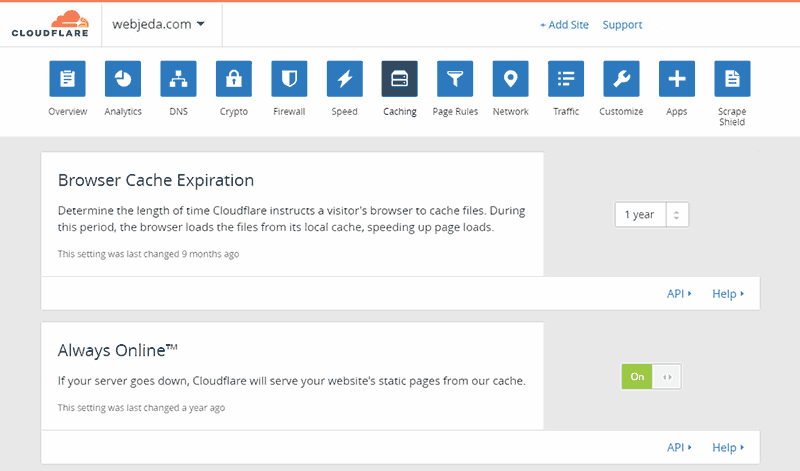 CLOUDFLARE
webjeda.com
+ Add Site Support
Overview Analytics DNS Crypto Firewall Speed Caching Page Rules Network Traffic Customize Apps Scrape
Shield
Browser Cache Expiration
Determine the length of time Cloudflare instructs a visitor's browser to cache files. During
this period, the browser loads the files from its local cache, speeding up page loads.
This setting was last changed 9 months ago
1 year
API Help
Always Online™
If your server goes down, Cloudflare will serve your website's static pages from our cache.
This setting was last changed a year ago
On
API Help